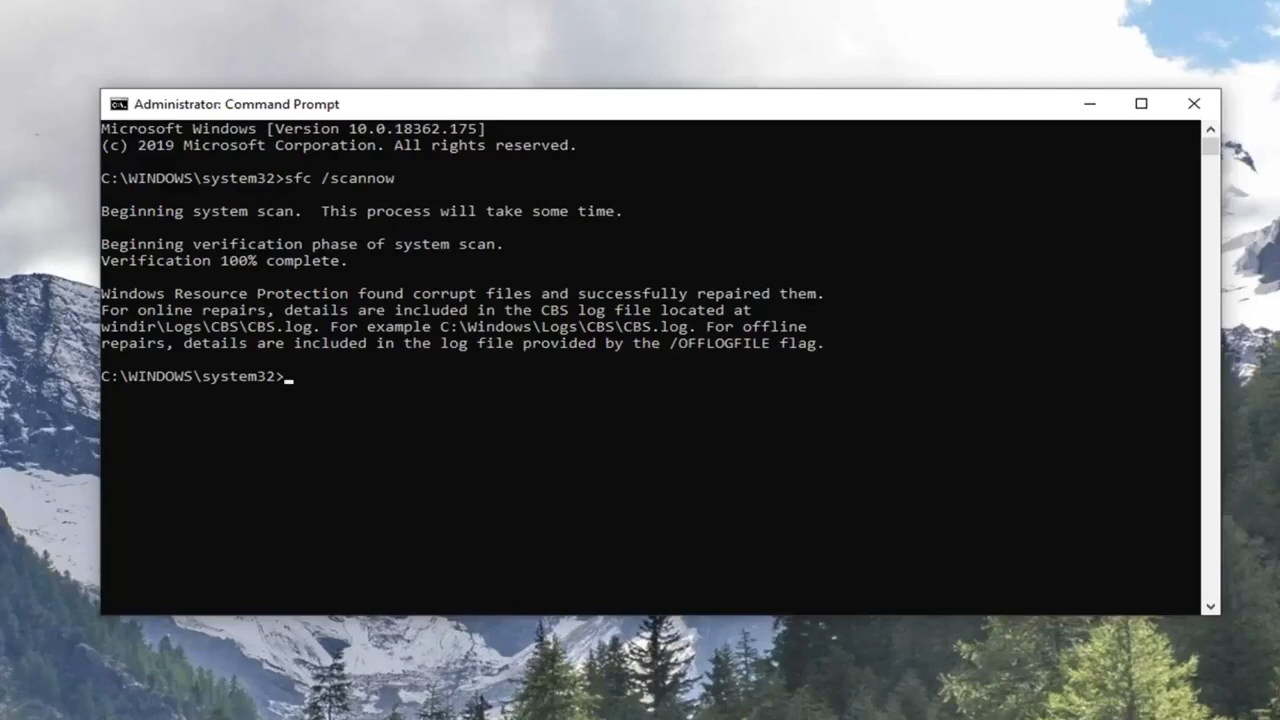 Administrator: Command Prompt
Microsoft Windows [Version 10.0.18362.175]
(c) 2019 Microsoft Corporation. All rights reserved.
C:\WINDOWS\system32>sfc /scannow
Beginning system scan.  This process will take some time.
Beginning verification phase of system scan.
Verification 100% complete.
Windows Resource Protection found corrupt files and successfully repaired them.
For online repairs, details are included in the CBS log file located at
windir\Logs\CBS\CBS.log. For example C:\Windows\Logs\CBS\CBS.log. For offline
repairs, details are included in the log file provided by the /OFFLOGFILE flag.
C:\WINDOWS\system32>